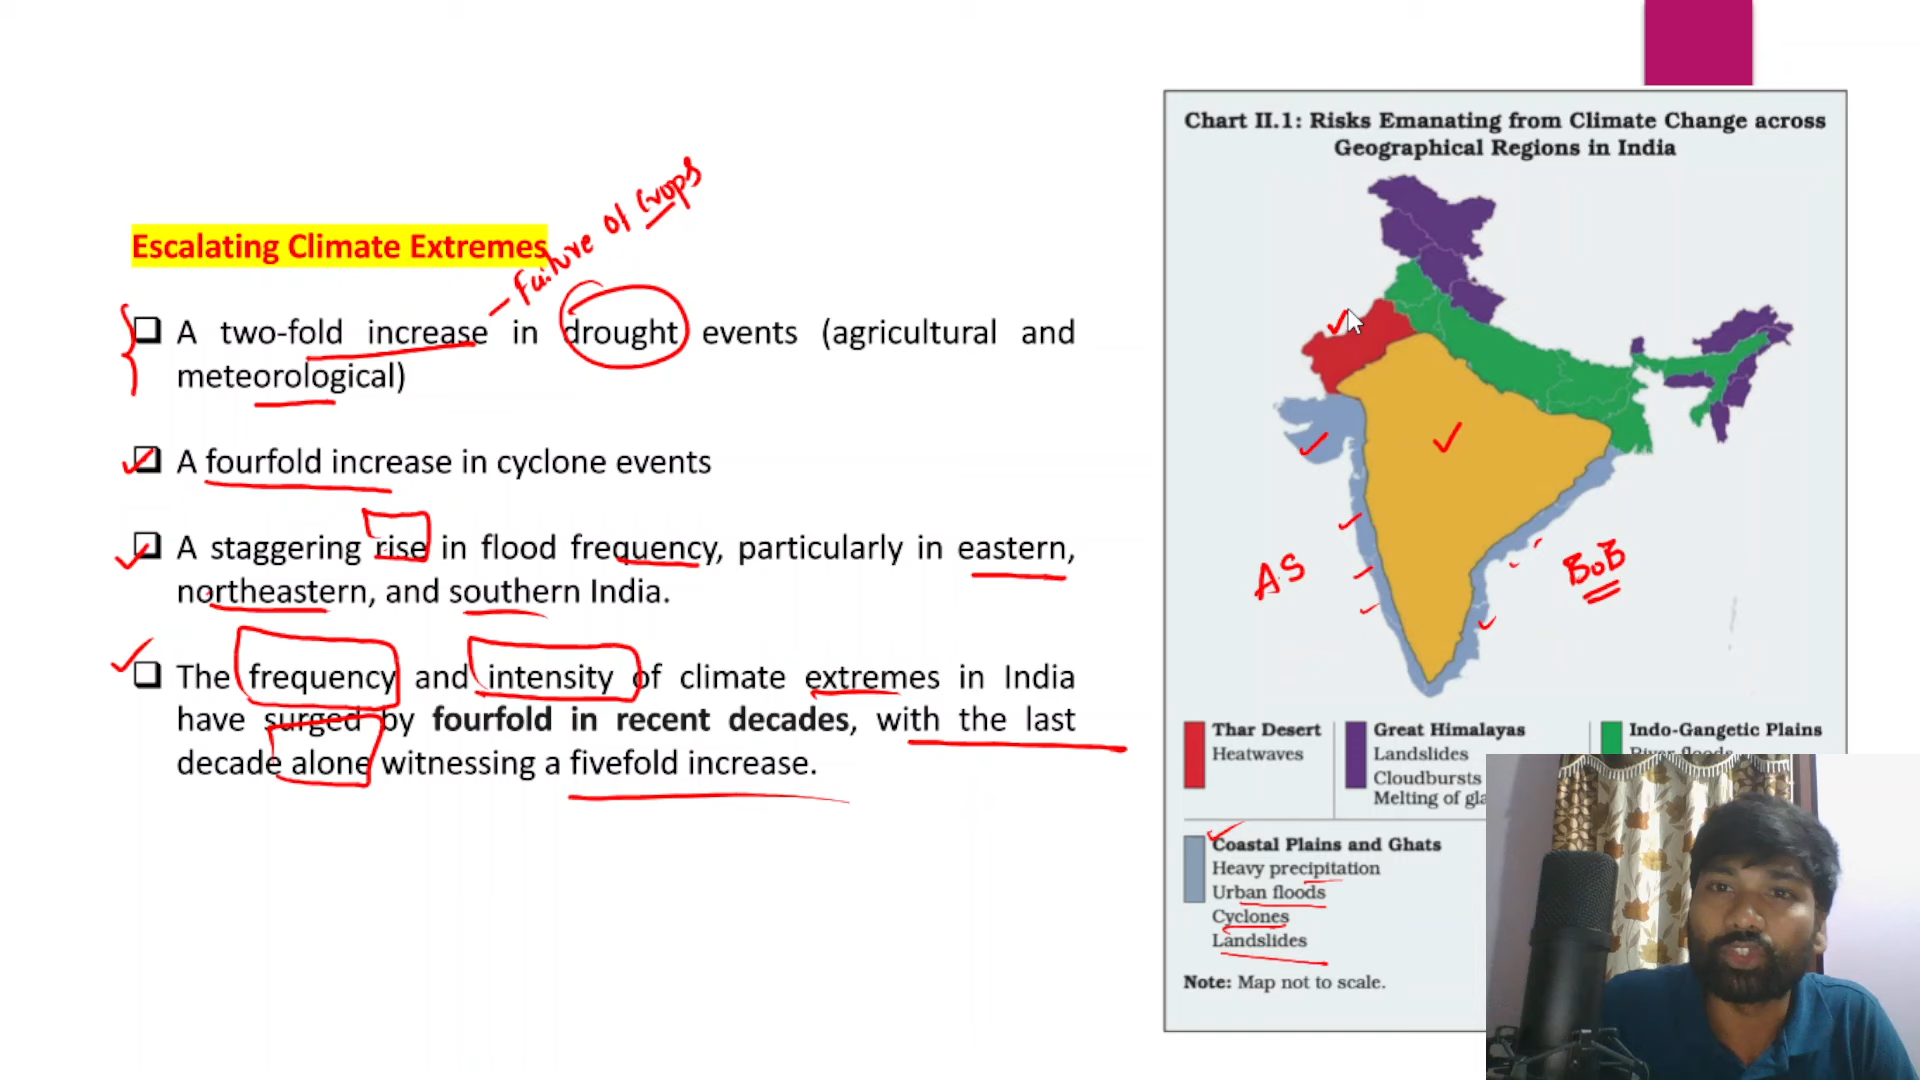 Escalating Climate Extremes
- Failure of Crops
A two-fold increase in drought events (agricultural and
meteorological)
A fourfold increase in cyclone events
A staggering rise in flood frequency, particularly in eastern,
northeastern, and southern India.
The frequency and intensity of climate extremes in India
have surged by fourfold in recent decades, with the last
decade alone witnessing a fivefold increase.
Chart II.1: Risks Emanating from Climate Change across
Geographical Regions in India
A.S
BoB
Thar Desert
Heatwaves
Great Himalayas
Landslides
Cloudbursts
Melting of
Indo-Gangetic Plains
River floods
Coastal Plains and Ghats
Heavy precipitation
Urban floods
Cyclones
Landslides
Note: Map not to scale.